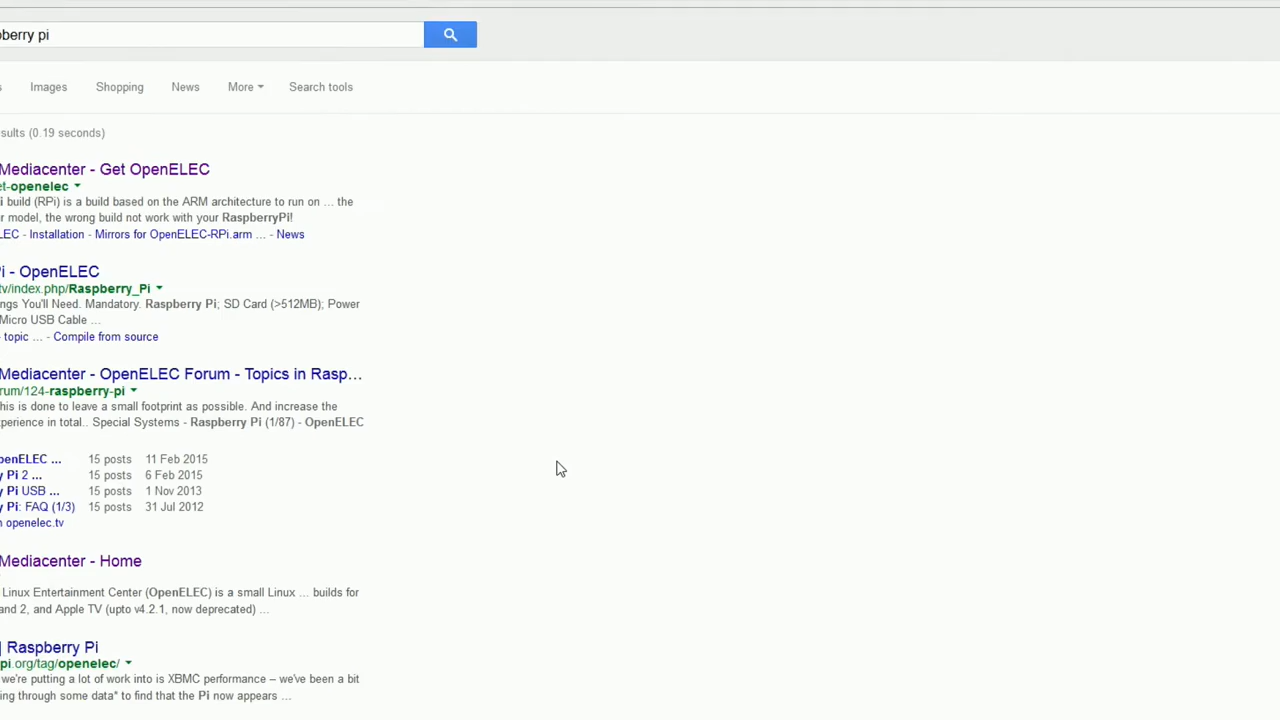 berry pi
Images Shopping News More Search tools
sults (0.19 seconds)
Mediacenter - Get OpenELEC
et-openelec
i build (RPi) is a build based on the ARM architecture to run on ... the
r model, the wrong build not work with your RaspberryPi!
LEC - Installation - Mirrors for OpenELEC-RPi.arm ... - News
i - OpenELEC
tv/index.php/Raspberry_Pi
ngs You'll Need. Mandatory. Raspberry Pi; SD Card (>512MB); Power
Micro USB Cable ...
topic ... - Compile from source
Mediacenter - OpenELEC Forum - Topics in Rasp...
rum/124-raspberry-pi
his is done to leave a small footprint as possible. And increase the
xperience in total.. Special Systems - Raspberry Pi (1/87) - OpenELEC
penELEC ... 15 posts 11 Feb 2015
y Pi 2 ... 15 posts 6 Feb 2015
y Pi USB ... 15 posts 1 Nov 2013
y Pi: FAQ (1/3) 15 posts 31 Jul 2012
n openelec.tv
Mediacenter - Home
Linux Entertainment Center (OpenELEC) is a small Linux ... builds for
and 2, and Apple TV (upto v4.2.1, now deprecated) ...
| Raspberry Pi
pi.org/tag/openelec/
we're putting a lot of work into is XBMC performance – we've been a bit
ing through some data* to find that the Pi now appears ...